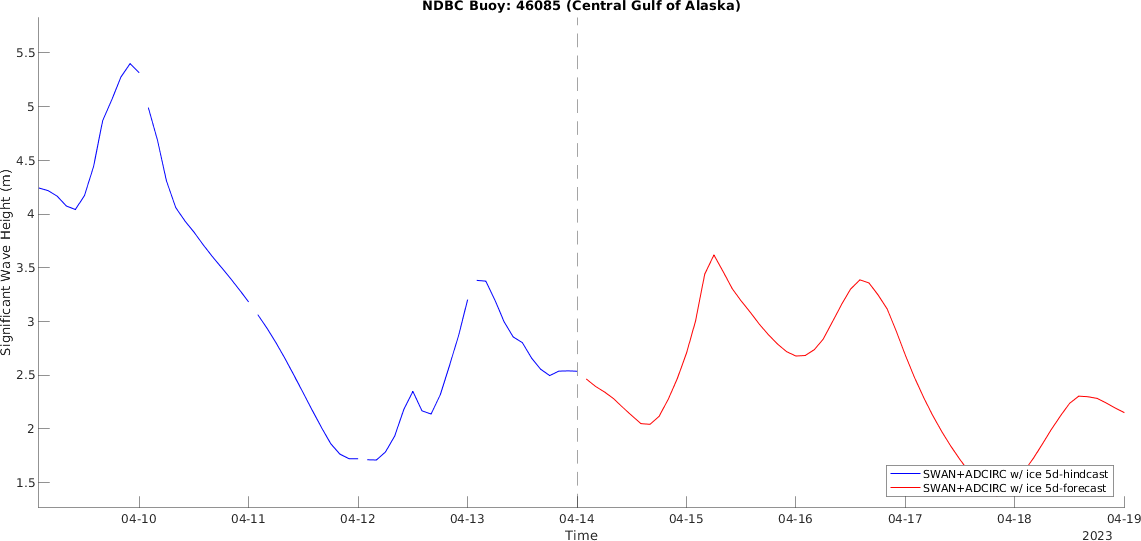 NDBC Buoy: 46085 (Central Gulf of Alaska)
Significant Wave Height (m)
5.5
5
4.5
4
3.5
3
2.5
2
1.5
SWAN+ADCIRC w/ ice 5d-hindcast
SWAN+ADCIRC w/ ice 5d-forecast
04-10 04-11 04-12 04-13 04-14 04-15 04-16 04-17 04-18 04-19
Time
2023